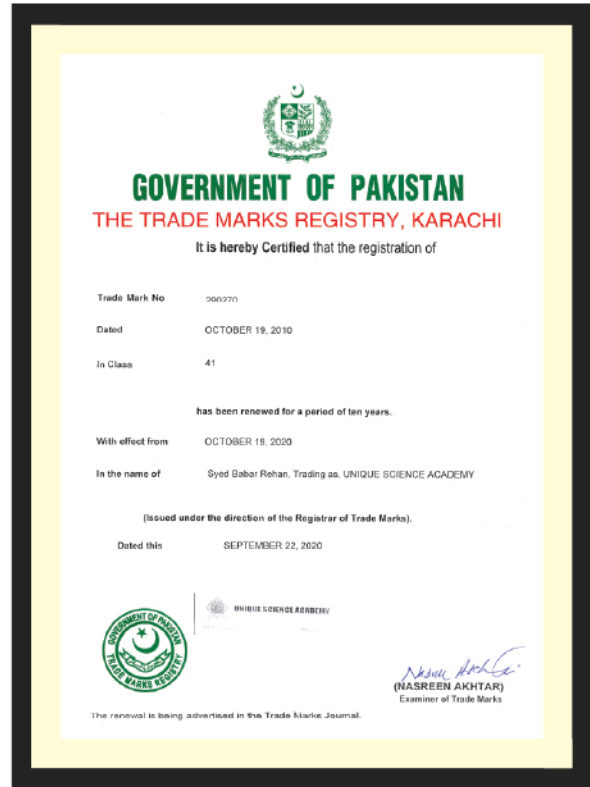 GOVERNMENT OF PAKISTAN
THE TRADE MARKS REGISTRY, KARACHI
It is hereby Certified that the registration of
Trade Mark No 290270
Dated OCTOBER 19, 2010
In Class 41
has been renewed for a period of ten years.
With effect from OCTOBER 19, 2020
In the name of Syed Babar Rehan, Trading as, UNIQUE SCIENCE ACADEMY
(Issued under the direction of the Registrar of Trade Marks).
Dated this SEPTEMBER 22, 2020
UNIQUE SCIENCE ACADEMY
GOVERNMENT OF PAKISTAN
TRADE MARKS REGISTRY
(NASREEN AKHTAR)
Examiner of Trade Marks
The renewal is being advertised in the Trade Marks Journal.